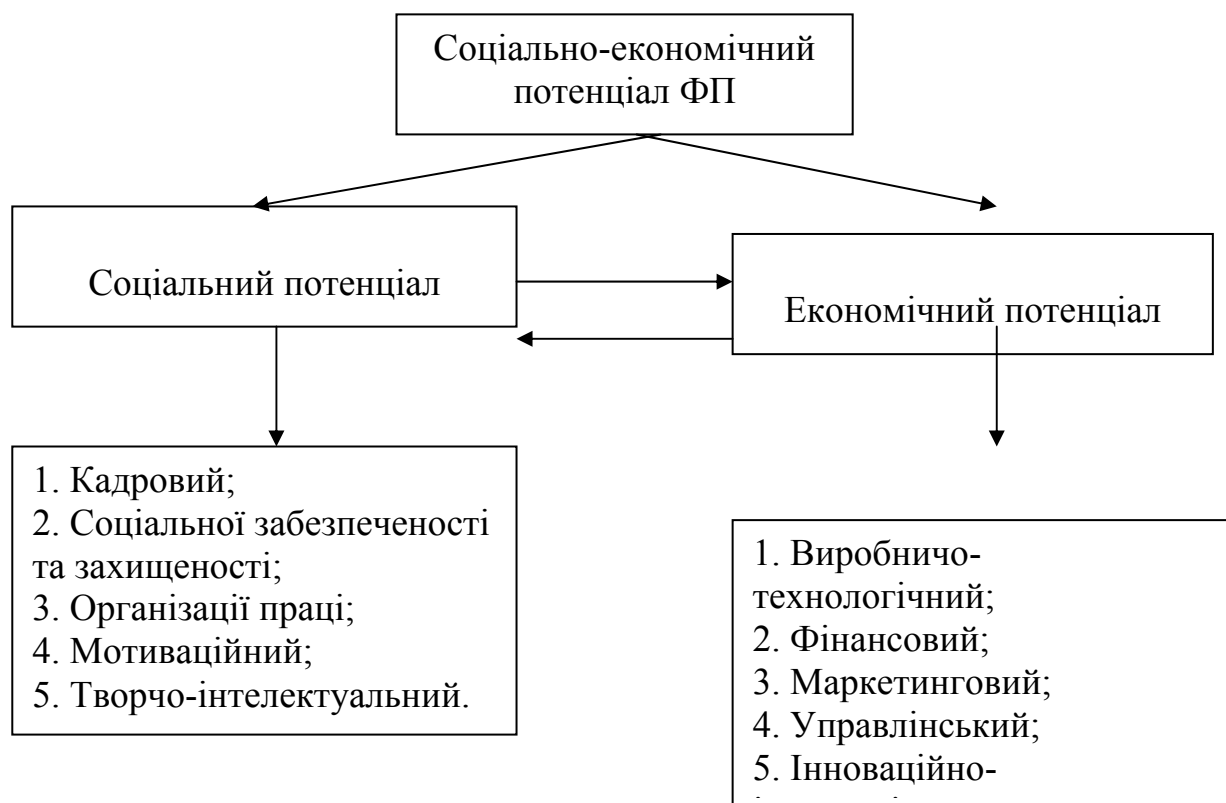 Соціально-економічний
потенціал ФП
Соціальний потенціал
Економічний потенціал
1. Кадровий;
2. Соціальної забезпеченості
та захищеності;
3. Організації праці;
4. Мотиваційний;
5. Творчо-інтелектуальний.
1. Виробничо-
технологічний;
2. Фінансовий;
3. Маркетинговий;
4. Управлінський;
5. Інноваційно-